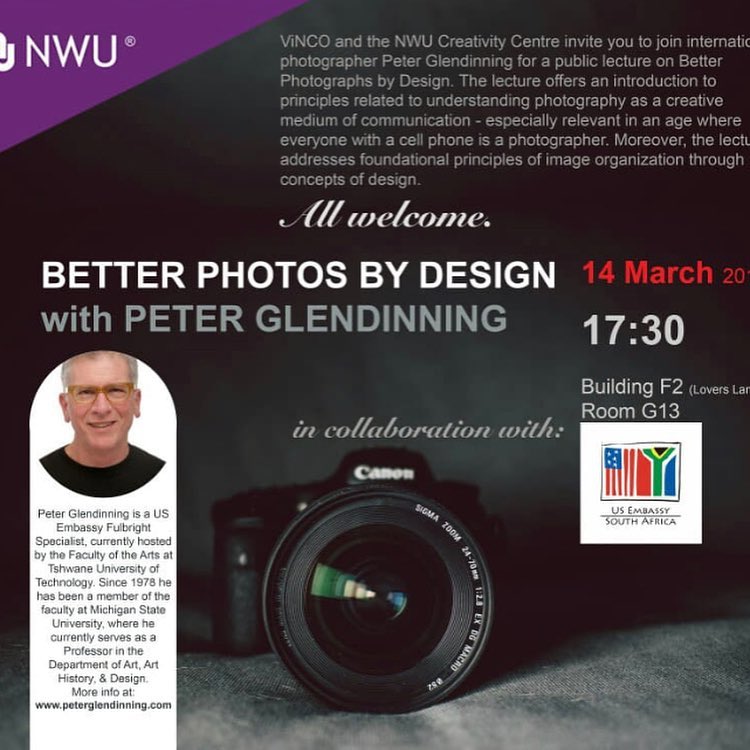 NWU®
ViNCO and the NWU Creativity Centre invite you to join
photographer Peter Glendinning for a public lecture on Better
Photographs by Design. The lecture offers an introduction to
principles related to understanding photography as a creative
medium of communication - especially relevant in an age where
everyone with a cell phone is a photographer. Moreover, the
addresses foundational principles of image organization through
concepts of design.
All welcome.
BETTER PHOTOS BY DESIGN
with PETER GLENDINNING
14 March
17:30
Building F2 (Lovers
Room G13
in collaboration with:
US EMBASSY
SOUTH AFRICA
Peter Glendinning is a US
Embassy Fulbright
Specialist, currently hosted
by the Faculty of the Arts at
Tshwane University of
Technology. Since 1978 he
has been a member of the
faculty at Michigan State
University, where he
currently serves as a
Professor in the
Department of Art, Art
History, & Design.
More info at:
www.peterglendinning.com
Canon
SIGMA ZOOM 24-70mm 1:2.8 EX DG MACRO Ø82